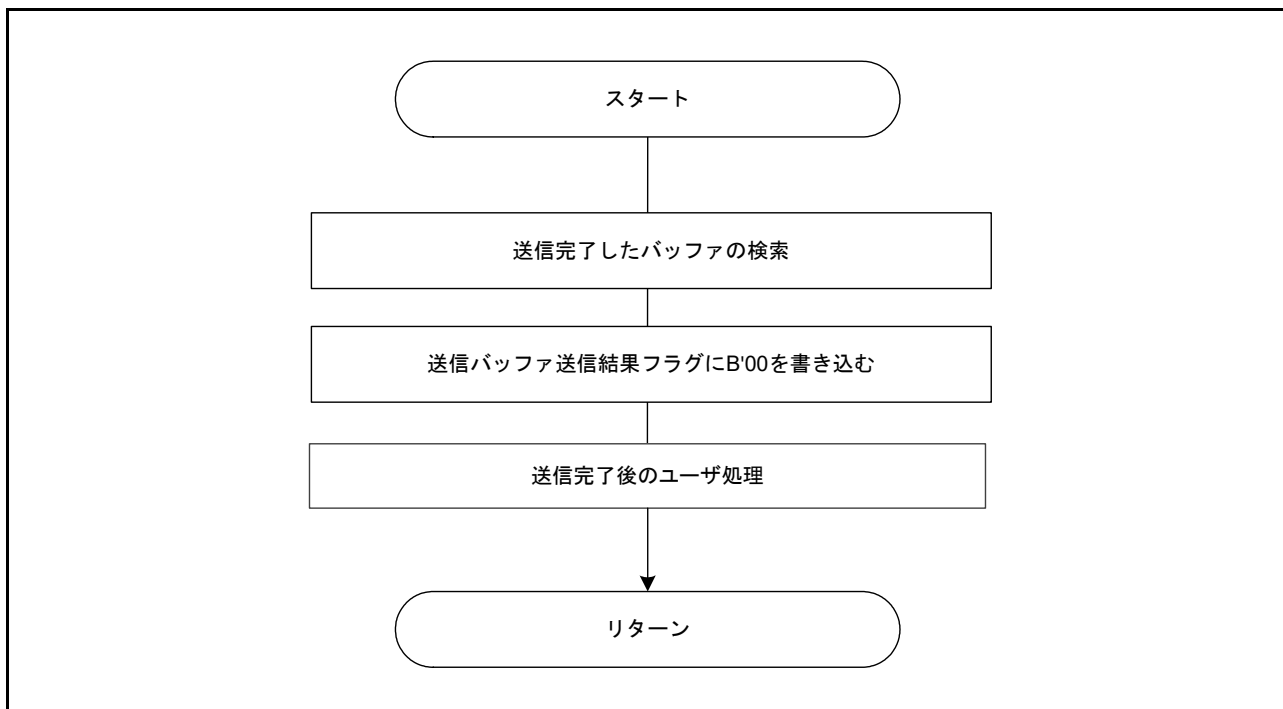 スタート
送信完了したバッファの検索
送信バッファ送信結果フラグにB'00を書き込む
送信完了後のユーザ処理
リターン